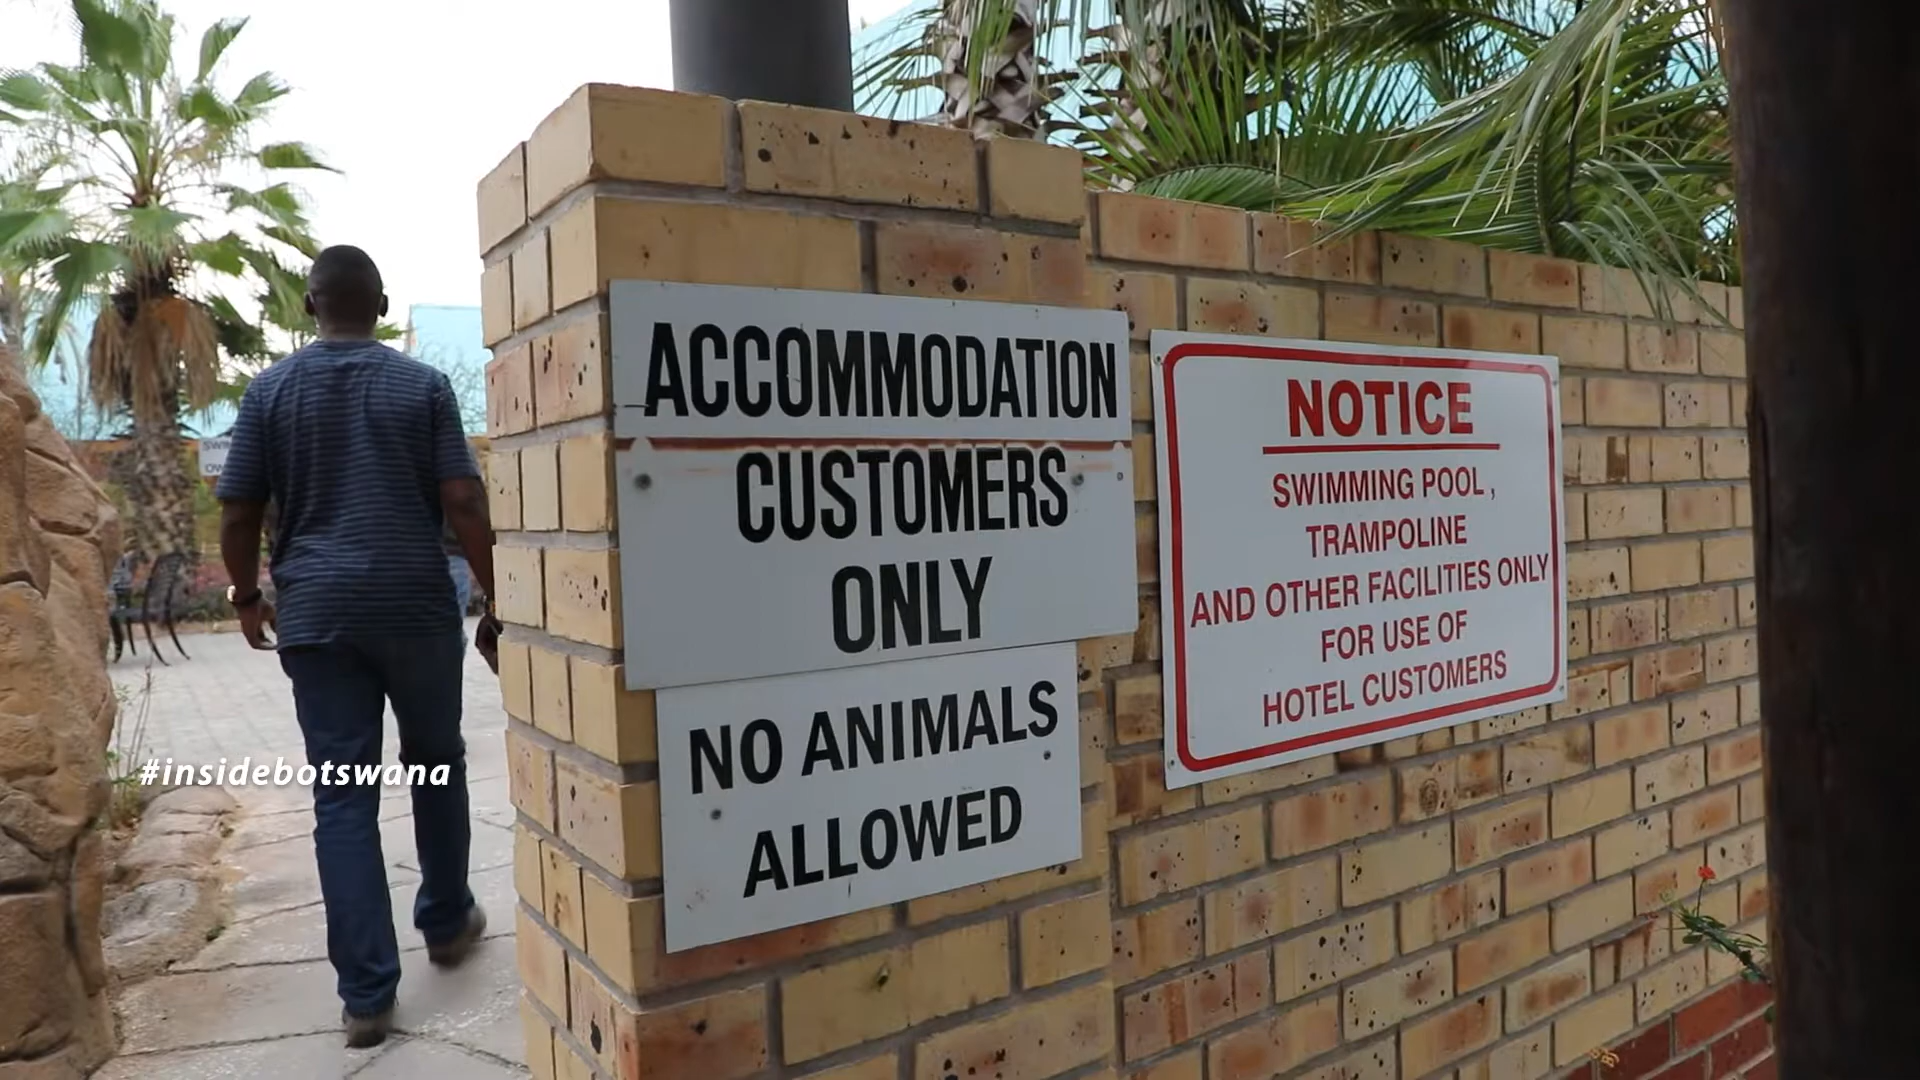 ACCOMMODATION
CUSTOMERS
ONLY
NO ANIMALS
ALLOWED
NOTICE
SWIMMING POOL ,
TRAMPOLINE
AND OTHER FACILITIES ONLY
FOR USE OF
HOTEL CUSTOMERS
#insidebotswana